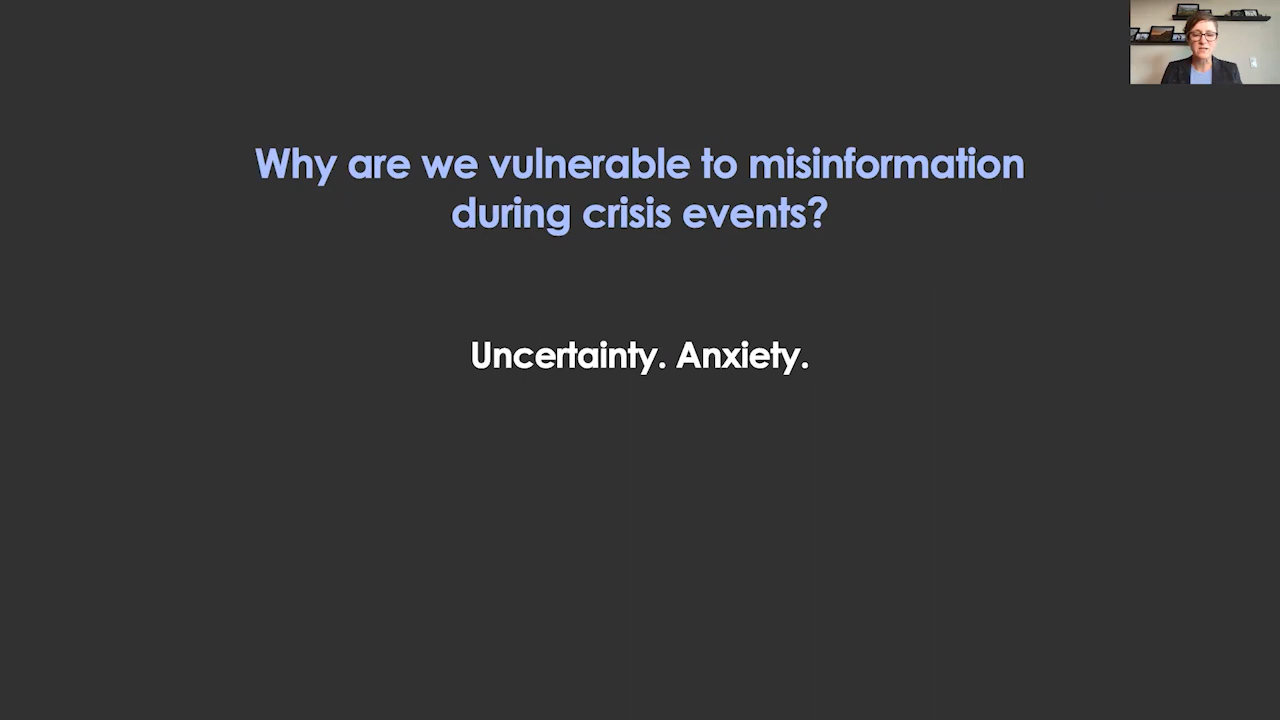 Why are we vulnerable to misinformation
during crisis events?
Uncertainty. Anxiety.